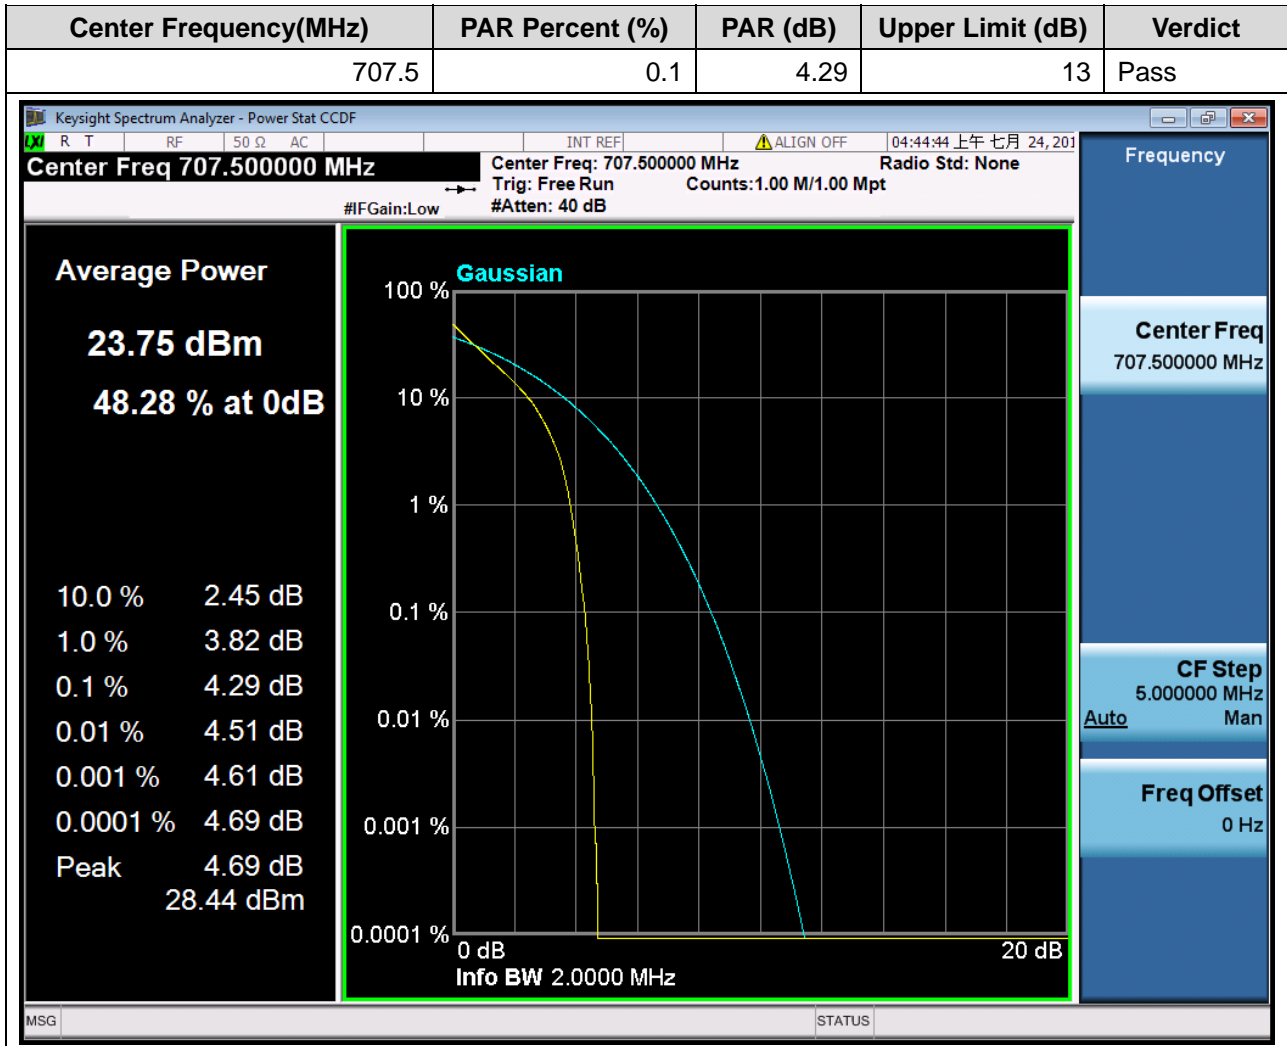 Center Frequency(MHz) PAR Percent (%) PAR (dB) Upper Limit (dB) Verdict
707.5 0.1 4.29 13 Pass
Keysight Spectrum Analyzer - Power Stat CCDF
LXI R T RF 50 Ω AC INT REF ALIGN OFF 04:44:44 上午 七月 24, 201
Center Freq 707.500000 MHz
Center Freq: 707.500000 MHz Radio Std: None
Trig: Free Run Counts:1.00 M/1.00 Mpt
#IFGain:Low #Atten: 40 dB
Average Power
23.75 dBm
48.28 % at 0dB
10.0 % 2.45 dB
1.0 % 3.82 dB
0.1 % 4.29 dB
0.01 % 4.51 dB
0.001 % 4.61 dB
0.0001 % 4.69 dB
Peak 4.69 dB
28.44 dBm
Gaussian
100 %
10 %
1 %
0.1 %
0.01 %
0.001 %
0.0001 %
0 dB 20 dB
Info BW 2.0000 MHz
Frequency
Center Freq
707.500000 MHz
CF Step
5.000000 MHz
Auto Man
Freq Offset
0 Hz
MSG STATUS